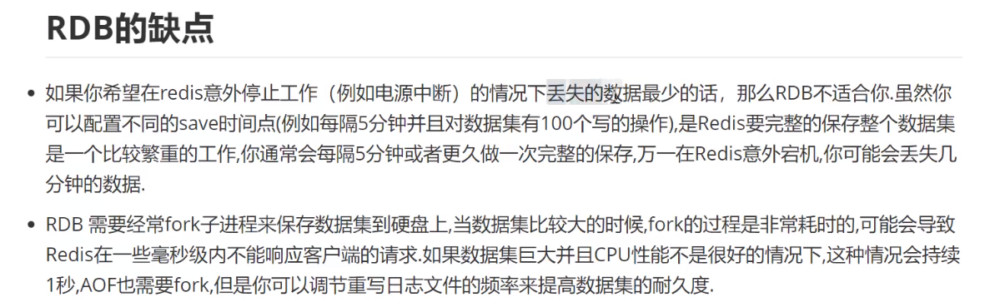 RDB的缺点
如果你希望在redis意外停止工作（例如电源中断）的情况下丢失的数据最少的话，那么RDB不适合你.虽然你
可以配置不同的save时间点(例如每隔5分钟并且对数据集有100个写的操作),是Redis要完整的保存整个数据集
是一个比较繁重的工作,你通常会每隔5分钟或者更久做一次完整的保存,万一在Redis意外宕机,你可能会丢失几
分钟的数据.
RDB 需要经常fork子进程来保存数据集到硬盘上,当数据集比较大的时候,fork的过程是非常耗时的,可能会导致
Redis在一些毫秒级内不能响应客户端的请求.如果数据集巨大并且CPU性能不是很好的情况下,这种情况会持续
1秒,AOF也需要fork,但是你可以调节重写日志文件的频率来提高数据集的耐久度.